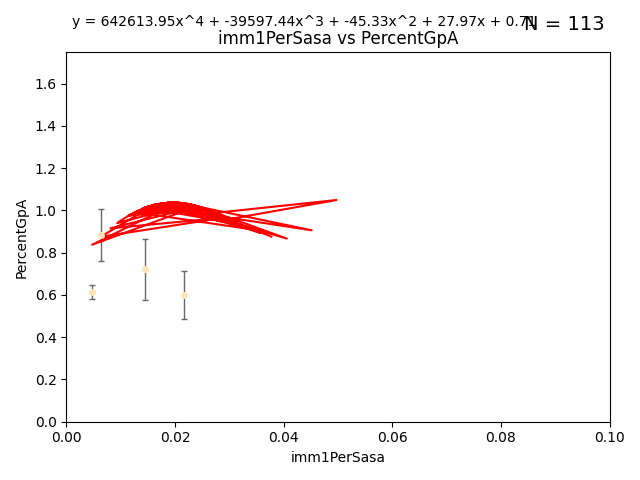 y = 642613.95x^4 + -39597.44x^3 + -45.33x^2 + 27.97x + 0.71
N = 113
imm1PerSasa vs PercentGpA
1.6
1.4
1.2
1.0
0.8
0.6
0.4
0.2
0.0
PercentGpA
0.00 0.02 0.04 0.06 0.08 0.10
imm1PerSasa